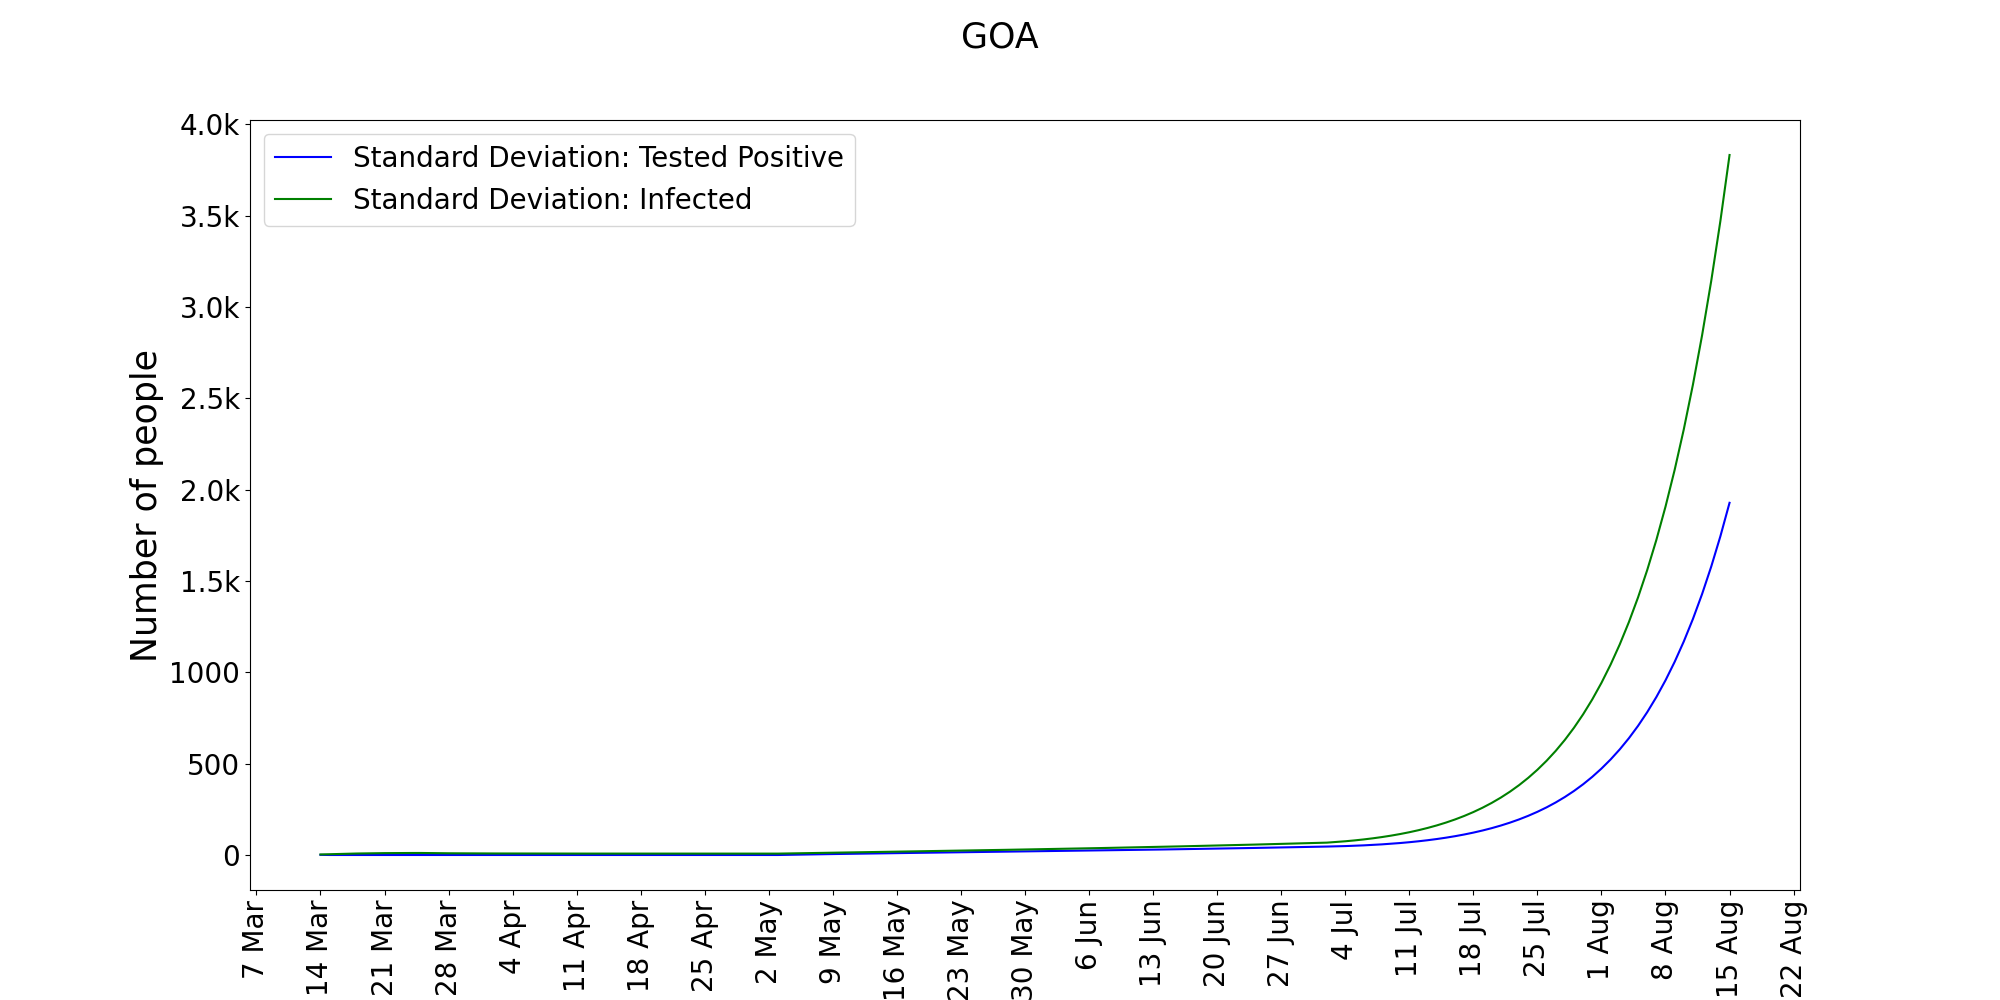 GOA
4.0k
3.5k
3.0k
2.5k
2.0k
1.5k
1000
500
0
Number of people
Standard Deviation: Tested Positive
Standard Deviation: Infected
7 Mar
14 Mar
21 Mar
28 Mar
4 Apr
11 Apr
18 Apr
25 Apr
2 May
9 May
16 May
23 May
30 May
6 Jun
13 Jun
20 Jun
27 Jun
4 Jul
11 Jul
18 Jul
25 Jul
1 Aug
8 Aug
15 Aug
22 Aug